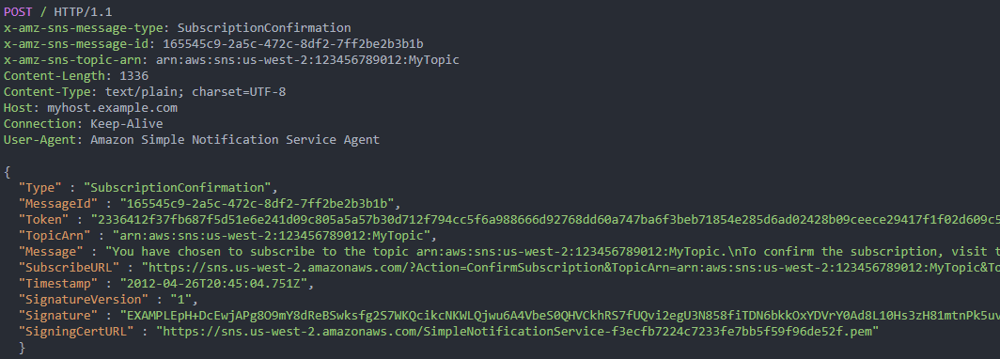 POST / HTTP/1.1
x-amz-sns-message-type: SubscriptionConfirmation
x-amz-sns-message-id: 165545c9-2a5c-472c-8df2-7ff2be2b3b1b
x-amz-sns-topic-arn: arn:aws:sns:us-west-2:123456789012:MyTopic
Content-Length: 1336
Content-Type: text/plain; charset=UTF-8
Host: myhost.example.com
Connection: Keep-Alive
User-Agent: Amazon Simple Notification Service Agent
{
"Type" : "SubscriptionConfirmation",
"MessageId" : "165545c9-2a5c-472c-8df2-7ff2be2b3b1b",
"Token" : "2336412f37fb687f5d51e6e241d09c805a5a57b30d712f794cc5f6a988666d92768dd60a747ba6f3beb71854e285d6ad02428b09ceece29417f1f02d609c5
"TopicArn" : "arn:aws:sns:us-west-2:123456789012:MyTopic",
"Message" : "You have chosen to subscribe to the topic arn:aws:sns:us-west-2:123456789012:MyTopic.\nTo confirm the subscription, visit t
"SubscribeURL" : "https://sns.us-west-2.amazonaws.com/?Action=ConfirmSubscription&TopicArn=arn:aws:sns:us-west-2:123456789012:MyTopic&To
"Timestamp" : "2012-04-26T20:45:04.751Z",
"SignatureVersion" : "1",
"Signature" : "EXAMPLEpH+DcEwjAPg8O9mY8dReBSwksfg2S7WKQcikcNKWLQjwu6A4VbeS0QHVCkhRS7fUQvi2egU3N858fiTDN6bkkOxYDVrY0Ad8L10Hs3zH81mtnPk5uv
"SigningCertURL" : "https://sns.us-west-2.amazonaws.com/SimpleNotificationService-f3ecfb7224c7233fe7bb5f59f96de52f.pem"
}